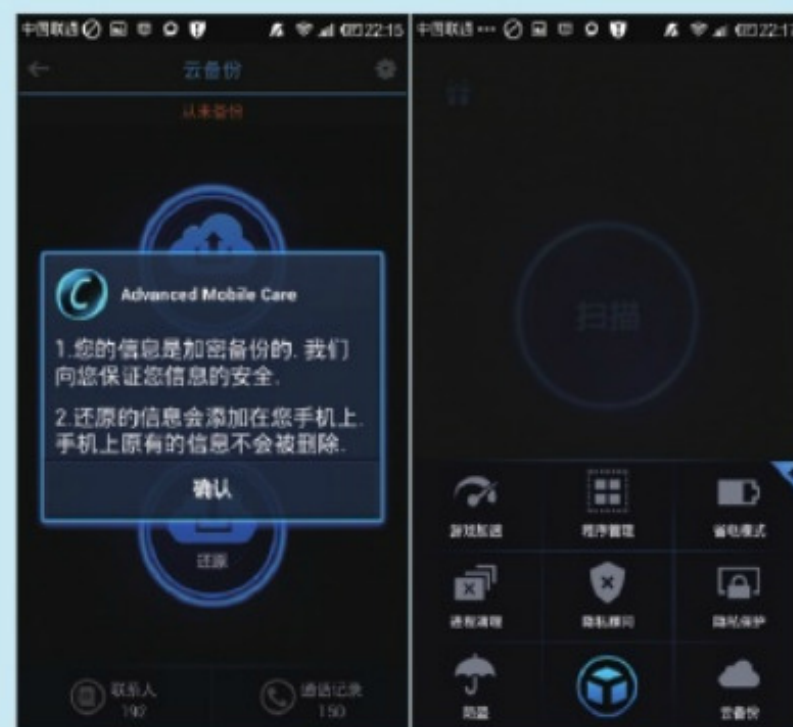 中国联通 22:15
云备份
从未备份
Advanced Mobile Care
1.您的信息是加密备份的. 我们
向您保证您信息的安全.
2.还原的信息会添加在您手机上.
手机上原有的信息不会被删除.
确认
还原
联系人
192
通话记录
150
中国联通 ... 22:17
扫描
游戏加速
程序管理
省电模式
进程清理
隐私顾问
隐私保护
防盗
云备份